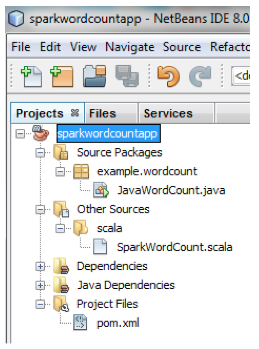 sparkwordcountapp - NetBeans IDE 8.0
File Edit View Navigate Source Refacto
<de
Projects Files Services
sparkwordcountapp
Source Packages
example.wordcount
JavaWordCount.java
Other Sources
scala
SparkWordCount.scala
Dependencies
Java Dependencies
Project Files
pom.xml